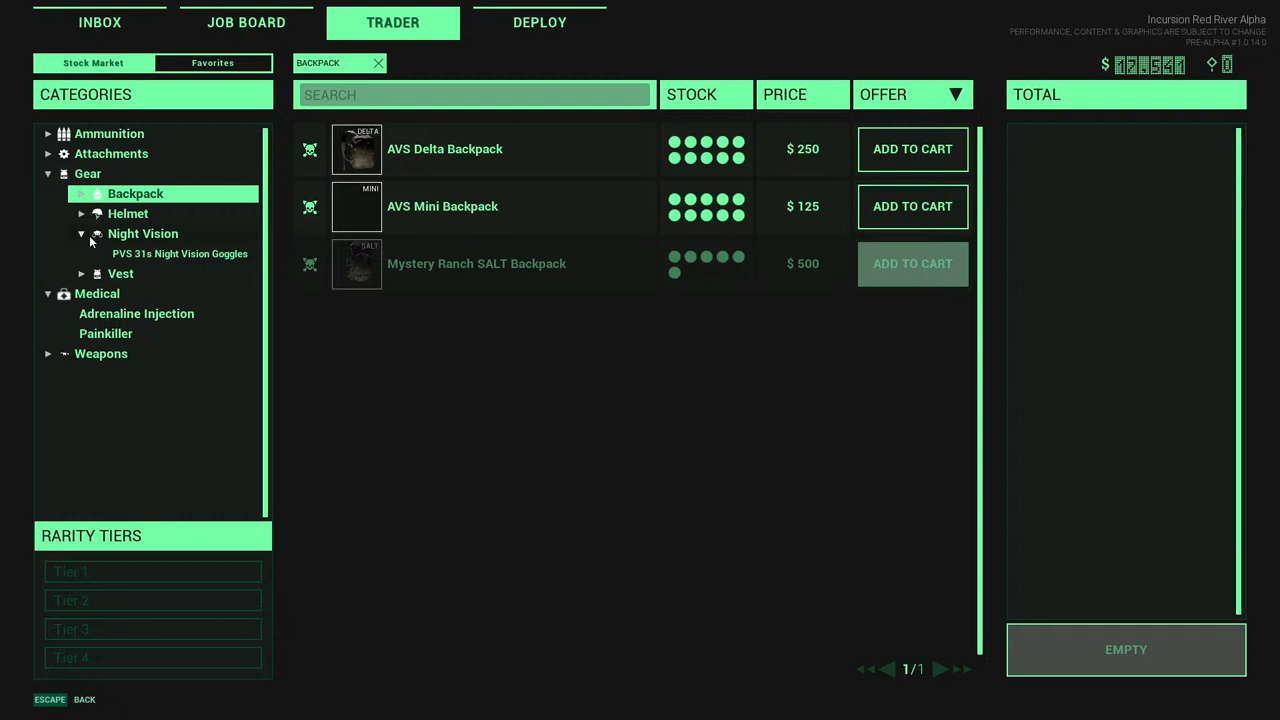 INBOX
JOB BOARD
TRADER
DEPLOY
Incursion Red River Alpha
PERFORMANCE, CONTENT & GRAPHICS ARE SUBJECT TO CHANGE
PRE-ALPHA #1.0.14.0
Stock Market
Favorites
BACKPACK
$
CATEGORIES
SEARCH
STOCK
PRICE
OFFER
TOTAL
Ammunition
Attachments
Gear
Backpack
Helmet
Night Vision
PVS 31s Night Vision Goggles
Vest
Medical
Adrenaline Injection
Painkiller
Weapons
DELTA
AVS Delta Backpack
$ 250
ADD TO CART
MINI
AVS Mini Backpack
$ 125
ADD TO CART
SALT
Mystery Ranch SALT Backpack
$ 500
ADD TO CART
RARITY TIERS
Tier 1
Tier 2
Tier 3
Tier 4
1/1
EMPTY
ESCAPE BACK